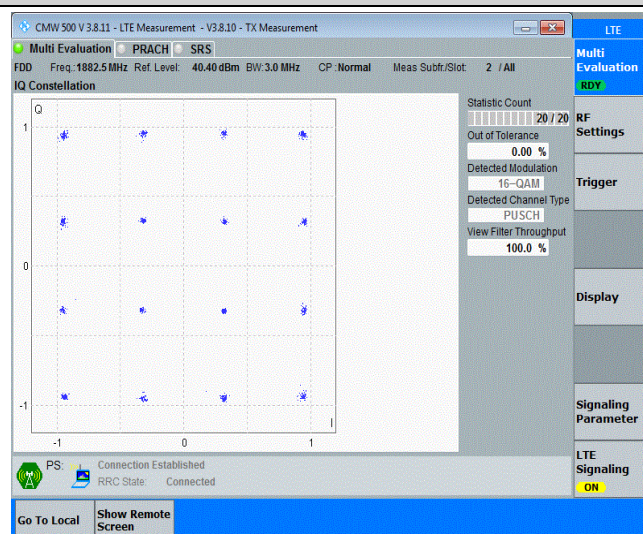 CMW 500 V 3.8.11 - LTE Measurement  - V3.8.10 - TX Measurement
LTE
Multi Evaluation PRACH SRS
FDD Freq.:1882.5 MHz Ref. Level: 40.40 dBm BW:3.0 MHz CP :Normal Meas Subfr./Slot: 2 / All
IQ Constellation
Q
1
0
-1
I
-1 0 1
Statistic Count
20 / 20
Out of Tolerance
0.00 %
Detected Modulation
16-QAM
Detected Channel Type
PUSCH
View Filter Throughput
100.0 %
Multi
Evaluation
RDY
RF
Settings
Trigger
Display
Signaling
Parameter
LTE
Signaling
ON
PS: Connection Established
RRC State: Connected
Go To Local
Show Remote
Screen